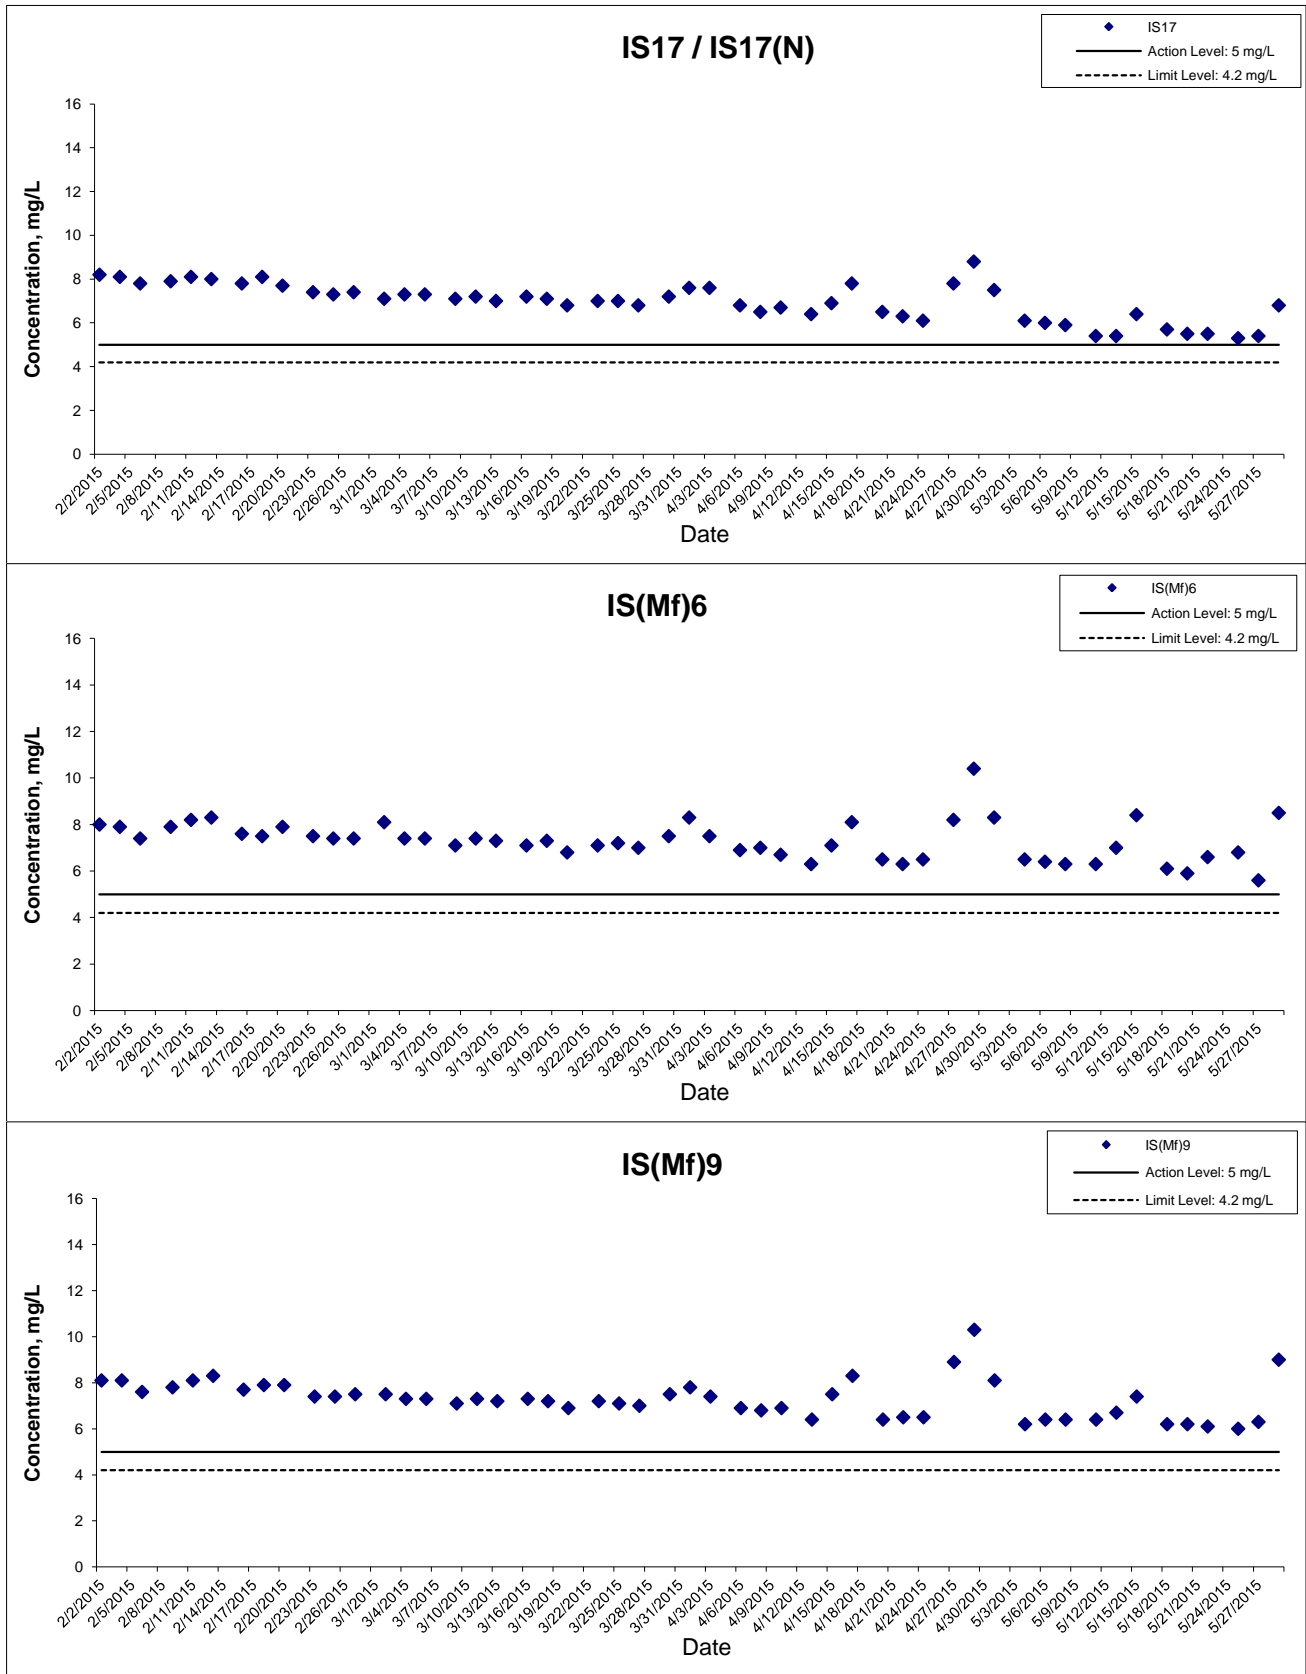 IS17 / IS17(N)
IS17
Action Level: 5 mg/L
Limit Level: 4.2 mg/L
Concentration, mg/L
16
14
12
10
8
6
4
2
0
2/2/2015 2/5/2015 2/8/2015 2/11/2015 2/14/2015 2/17/2015 2/20/2015 2/23/2015 2/26/2015 3/1/2015 3/4/2015 3/7/2015 3/10/2015 3/13/2015 3/16/2015 3/19/2015 3/22/2015 3/25/2015 3/28/2015 3/31/2015 4/3/2015 4/6/2015 4/9/2015 4/12/2015 4/15/2015 4/18/2015 4/21/2015 4/24/2015 4/27/2015 4/30/2015 5/3/2015 5/6/2015 5/9/2015 5/12/2015 5/15/2015 5/18/2015 5/21/2015 5/24/2015 5/27/2015
Date
IS(Mf)6
IS(Mf)6
Action Level: 5 mg/L
Limit Level: 4.2 mg/L
Concentration, mg/L
16
14
12
10
8
6
4
2
0
2/2/2015 2/5/2015 2/8/2015 2/11/2015 2/14/2015 2/17/2015 2/20/2015 2/23/2015 2/26/2015 3/1/2015 3/4/2015 3/7/2015 3/10/2015 3/13/2015 3/16/2015 3/19/2015 3/22/2015 3/25/2015 3/28/2015 3/31/2015 4/3/2015 4/6/2015 4/9/2015 4/12/2015 4/15/2015 4/18/2015 4/21/2015 4/24/2015 4/27/2015 4/30/2015 5/3/2015 5/6/2015 5/9/2015 5/12/2015 5/15/2015 5/18/2015 5/21/2015 5/24/2015 5/27/2015
Date
IS(Mf)9
IS(Mf)9
Action Level: 5 mg/L
Limit Level: 4.2 mg/L
Concentration, mg/L
16
14
12
10
8
6
4
2
0
2/2/2015 2/5/2015 2/8/2015 2/11/2015 2/14/2015 2/17/2015 2/20/2015 2/23/2015 2/26/2015 3/1/2015 3/4/2015 3/7/2015 3/10/2015 3/13/2015 3/16/2015 3/19/2015 3/22/2015 3/25/2015 3/28/2015 3/31/2015 4/3/2015 4/6/2015 4/9/2015 4/12/2015 4/15/2015 4/18/2015 4/21/2015 4/24/2015 4/27/2015 4/30/2015 5/3/2015 5/6/2015 5/9/2015 5/12/2015 5/15/2015 5/18/2015 5/21/2015 5/24/2015 5/27/2015
Date